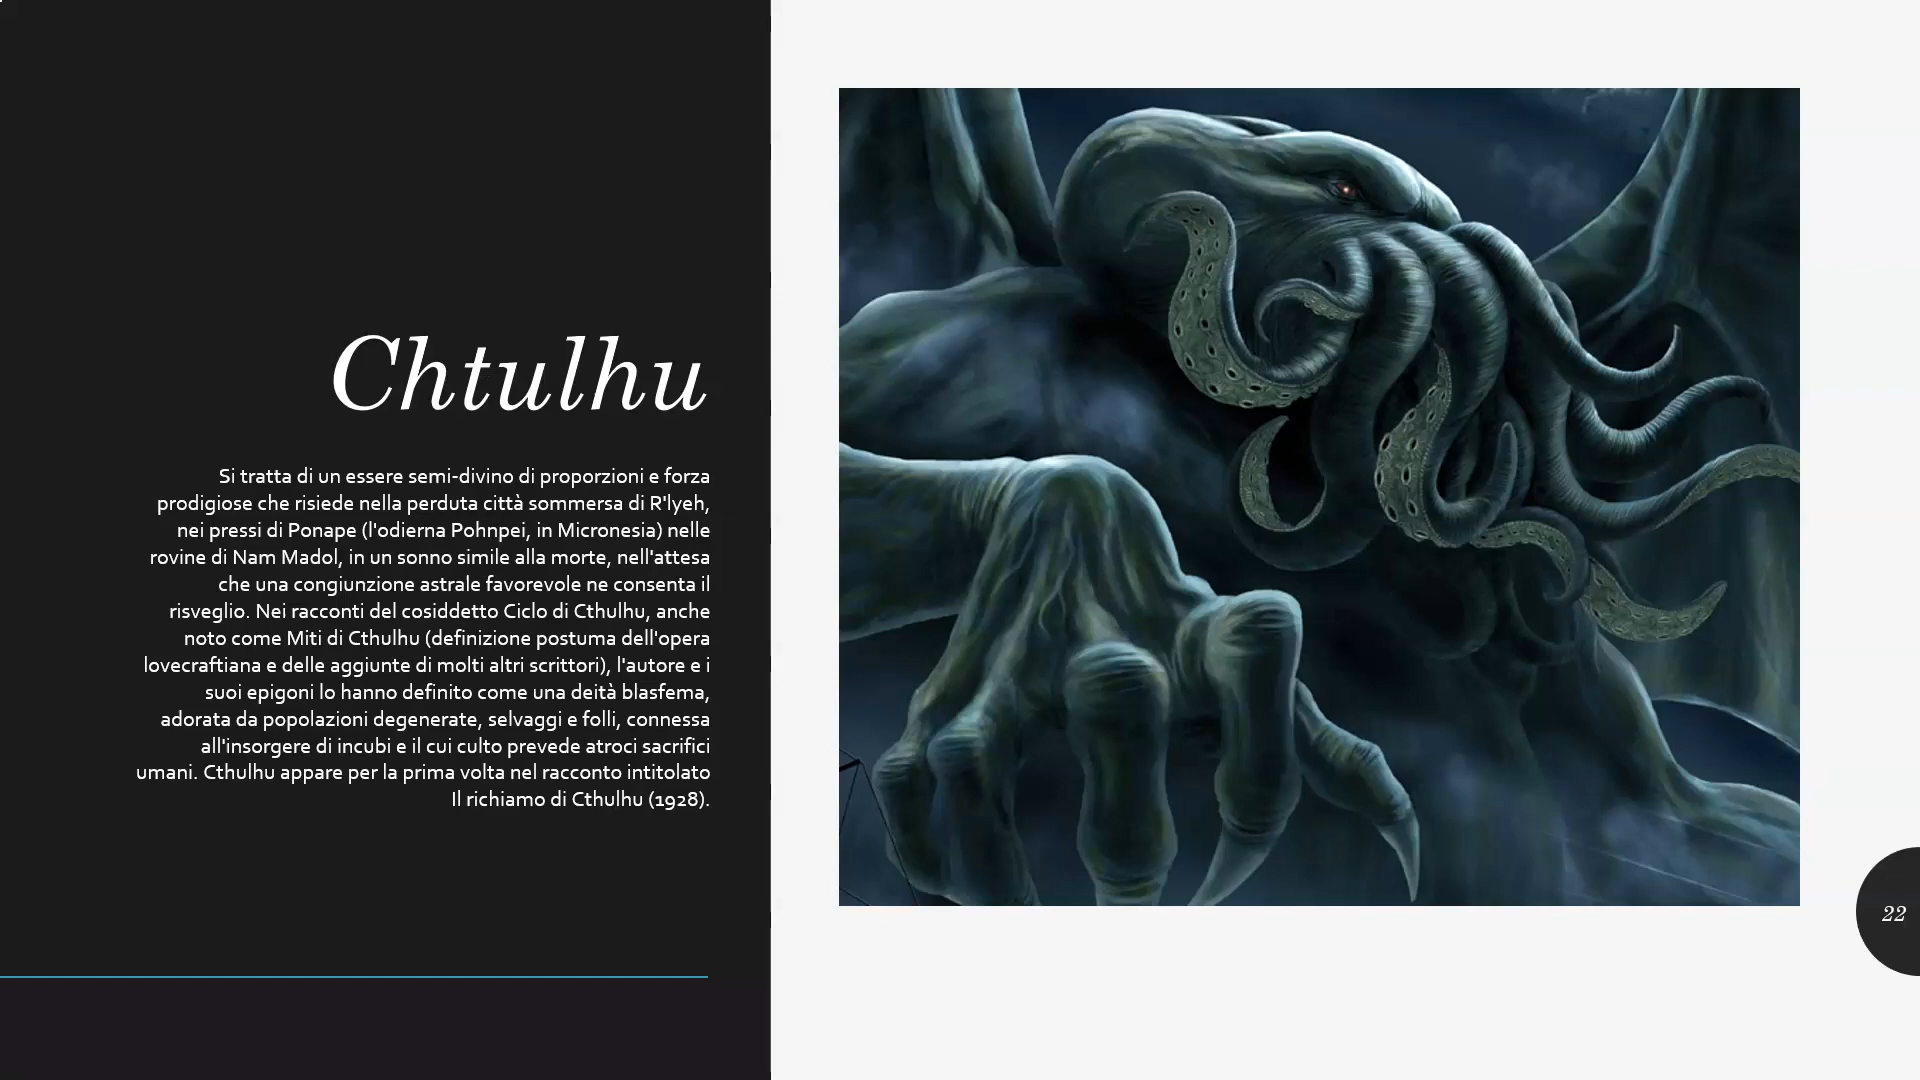 Chtulhu
Si tratta di un essere semi-divino di proporzioni e forza
prodigiose che risiede nella perduta città sommersa di R'lyeh,
nei pressi di Ponape (l'odierna Pohnpei, in Micronesia) nelle
rovine di Nam Madol, in un sonno simile alla morte, nell'attesa
che una congiunzione astrale favorevole ne consenta il
risveglio. Nei racconti del cosiddetto Ciclo di Cthulhu, anche
noto come Miti di Cthulhu (definizione postuma dell'opera
lovecraftiana e delle aggiunte di molti altri scrittori), l'autore e i
suoi epigoni lo hanno definito come una deità blasfema,
adorata da popolazioni degenerate, selvaggi e folli, connessa
all'insorgere di incubi e il cui culto prevede atroci sacrifici
umani. Cthulhu appare per la prima volta nel racconto intitolato
Il richiamo di Cthulhu (1928).
22